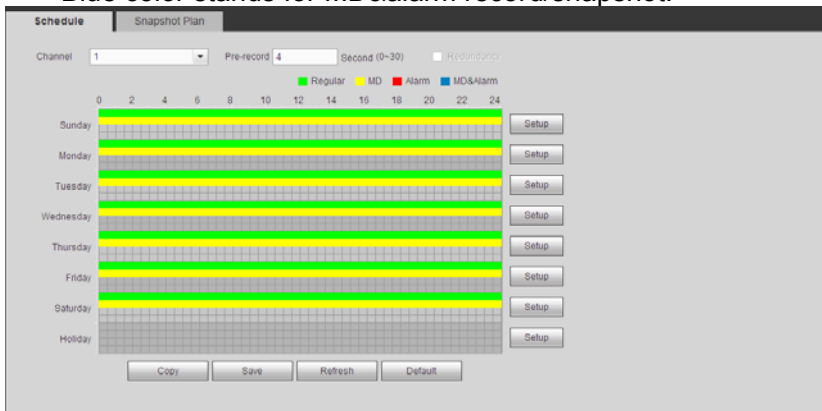 Blue color stands for MD&alarm record/snapshot.
Schedule Snapshot Plan
Channel 1 Pre-record 4 Second (0~30) Redundancy
Regular MD Alarm MD&Alarm
0 2 4 6 8 10 12 14 16 18 20 22 24
Sunday Setup
Monday Setup
Tuesday Setup
Wednesday Setup
Thursday Setup
Friday Setup
Saturday Setup
Holiday Setup
Copy Save Refresh Default